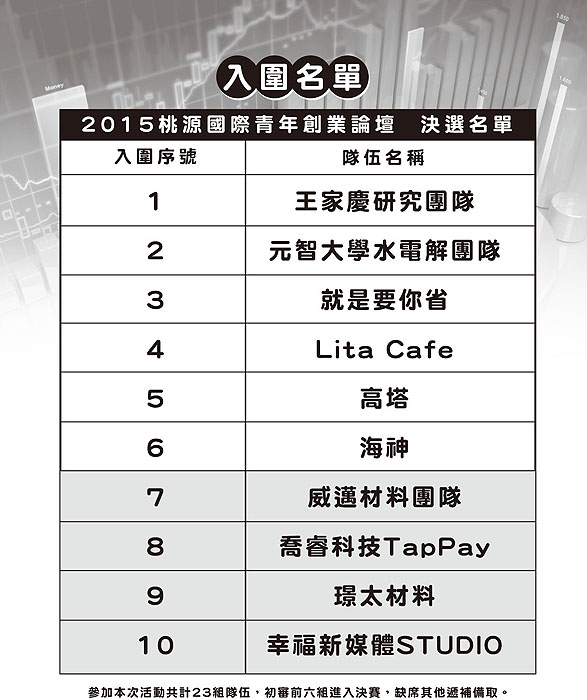 Money
1.850
1.600
入圍名單
2015桃源國際青年創業論壇 決選名單
入圍序號 隊伍名稱
1 王家慶研究團隊
2 元智大學水電解團隊
3 就是要你省
4 Lita Cafe
5 高塔
6 海神
7 威邁材料團隊
8 喬睿科技TapPay
9 環太材料
10 幸福新媒體STUDIO
參加本次活動共計23組隊伍,初審前六組進入決賽,缺席其他遞補備取。